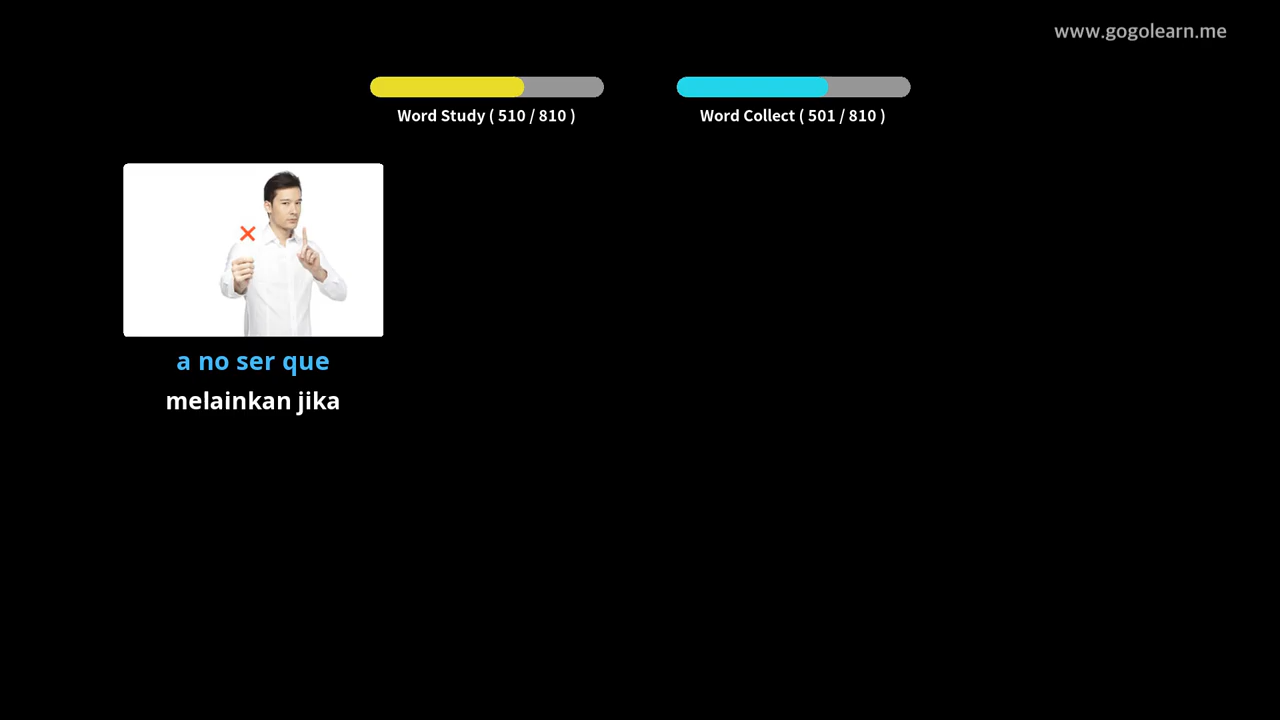 www.gogolearn.me
Word Study ( 510 / 810 )
Word Collect ( 501 / 810 )
a no ser que
melainkan jika